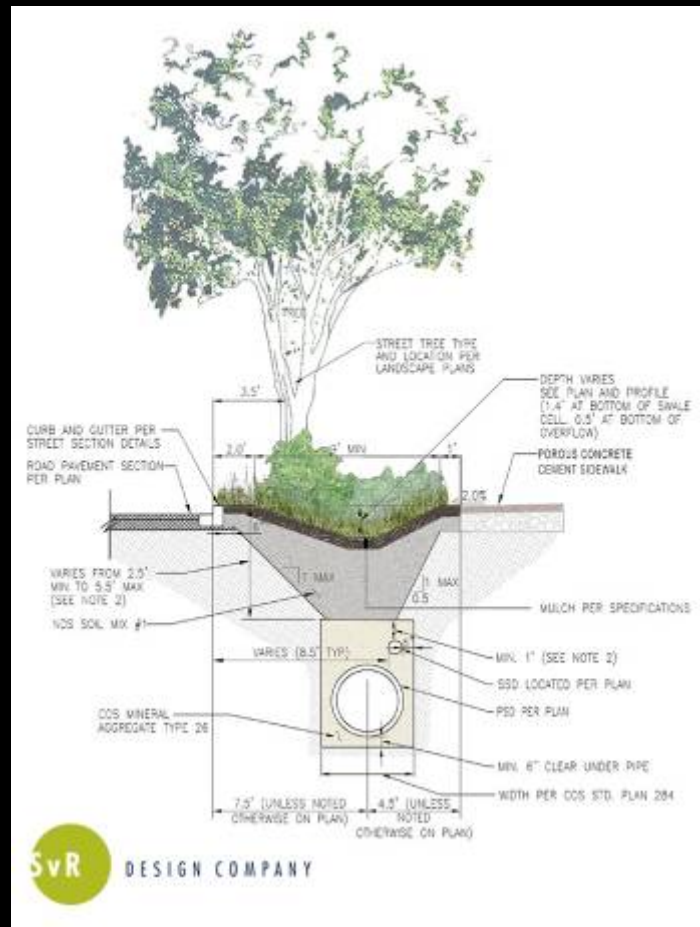 TREE
STREET TREE TYPE
AND LOCATION PER
LANDSCAPE PLANS
3.5'
DEPTH VARIES
SEE PLAN AND PROFILE
(1.4' AT BOTTOM OF SWALE
CELL, 0.5' AT BOTTOM OF
OVERFLOW)
CURB AND GUTTER PER
STREET SECTION DETAILS
2.0'
MIN
1'
POROUS CONCRETE
CEMENT SIDEWALK
ROAD PAVEMENT SECTION
PER PLAN
2.0%
VARIES FROM 2.5'
MIN. TO 5.5' MAX
(SEE NOTE 2)
1 MAX
1 MAX
0.5
NDS SOIL MIX #1
MULCH PER SPECIFICATIONS
VARIES (8.5' TYP)
MIN. 1" (SEE NOTE 2)
SSD LOCATED PER PLAN
PSD PER PLAN
COS MINERAL
AGGREGATE TYPE 26
MIN. 6" CLEAR UNDER PIPE
WIDTH PER COS STD. PLAN 284
7.5' (UNLESS NOTED
OTHERWISE ON PLAN)
4.5' (UNLESS
NOTED
OTHERWISE ON PLAN)
SvR DESIGN COMPANY